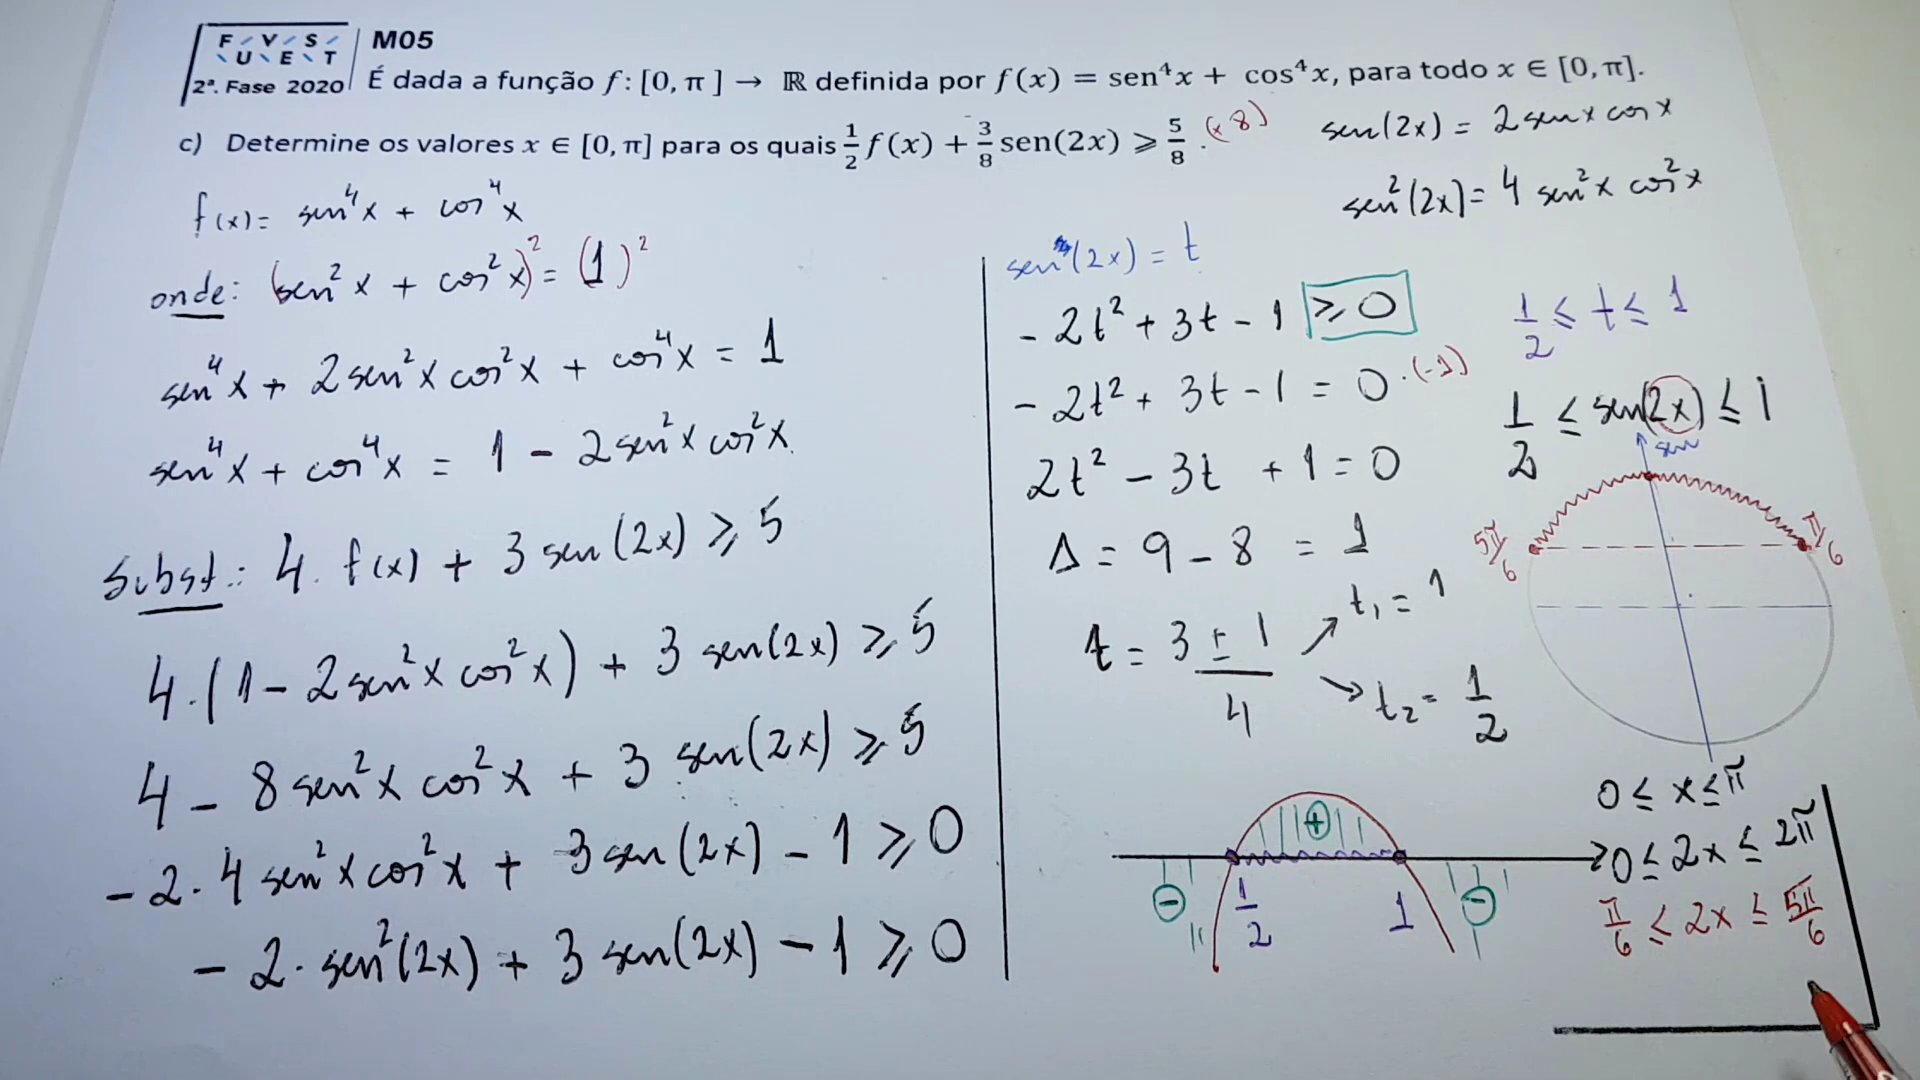 FUVEST
M05
2ª. Fase 2020
É dada a função f: [0, π] → ℝ definida por f(x) = sen⁴x + cos⁴x, para todo x ∈ [0, π].
c) Determine os valores x ∈ [0, π] para os quais 1/2 f(x) + 3/8 sen(2x) ⩾ 5/8 . (x 8)
sen(2x) = 2 sen x cos x
sen²(2x) = 4 sen²x cos²x
f(x) = sen⁴x + cos⁴x
onde: (sen²x + cos²x)² = (1)²
sen⁴x + 2sen²x cos²x + cos⁴x = 1
sen⁴x + cos⁴x = 1 - 2sen²x cos²x.
Subst.: 4. f(x) + 3 sen(2x) ⩾ 5
4.(1 - 2sen²x cos²x) + 3 sen(2x) ⩾ 5
4 - 8 sen²x cos²x + 3 sen(2x) ⩾ 5
-2. 4 sen²x cos²x + 3 sen(2x) - 1 ⩾ 0
-2. sen²(2x) + 3 sen(2x) - 1 ⩾ 0
sen(2x) = t
-2t² + 3t - 1 ⩾ 0
-2t² + 3t - 1 = 0 .(-1)
2t² - 3t + 1 = 0
Δ = 9 - 8 = 1
t = 3 ± 1 / 4
t₁ = 1
t₂ = 1/2
+
- -
1/2 1
1/2 ≤ t ≤ 1
1/2 ≤ sen(2x) ≤ 1
sen
5π/6 π/6
0 ≤ x ≤ π
0 ≤ 2x ≤ 2π
π/6 ≤ 2x ≤ 5π/6